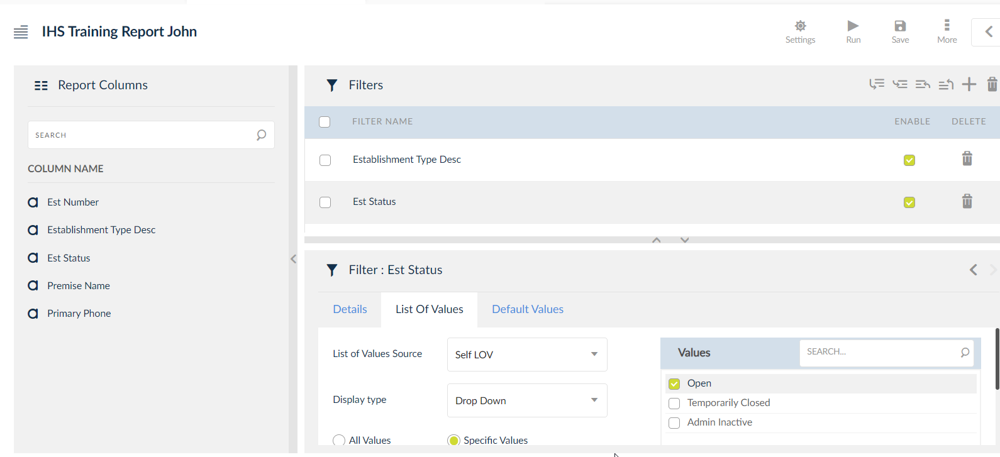 IHS Training Report John
Settings
Run
Save
More
Report Columns
SEARCH
COLUMN NAME
Est Number
Establishment Type Desc
Est Status
Premise Name
Primary Phone
Filters
FILTER NAME ENABLE DELETE
Establishment Type Desc
Est Status
Filter : Est Status
Details List Of Values Default Values
List of Values Source Self LOV
Display type Drop Down
All Values Specific Values
Values SEARCH...
Open
Temporarily Closed
Admin Inactive